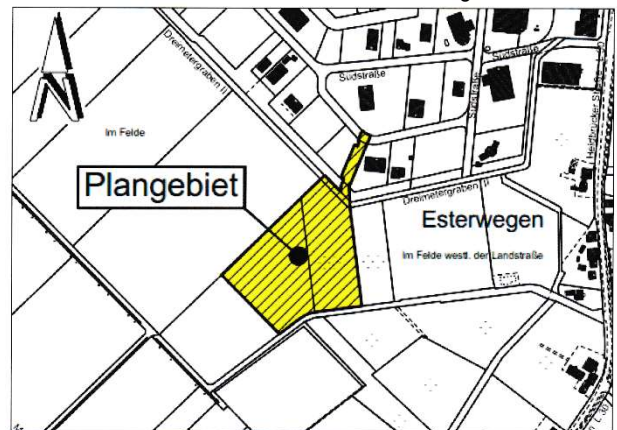 N
Dreimetergraben II
Südstraße
Südstraße
Südstraße
Im Felde
Plangebiet
Dreimetergraben II
Esterwegen
Im Felde westl. der Landstraße